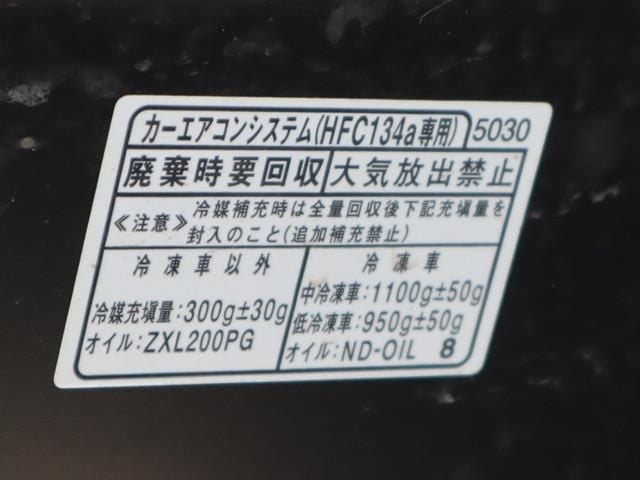 カーエアコンシステム(HFC134a専用) 5030
廃棄時要回収 大気放出禁止
≪注意≫ 冷媒補充時は全量回収後下記充填量を
封入のこと(追加補充禁止)
冷凍車以外
冷媒充填量:300g±30g
オイル:ZXL200PG
冷凍車
中冷凍車:1100g±50g
低冷凍車:950g±50g
オイル:ND-OIL 8